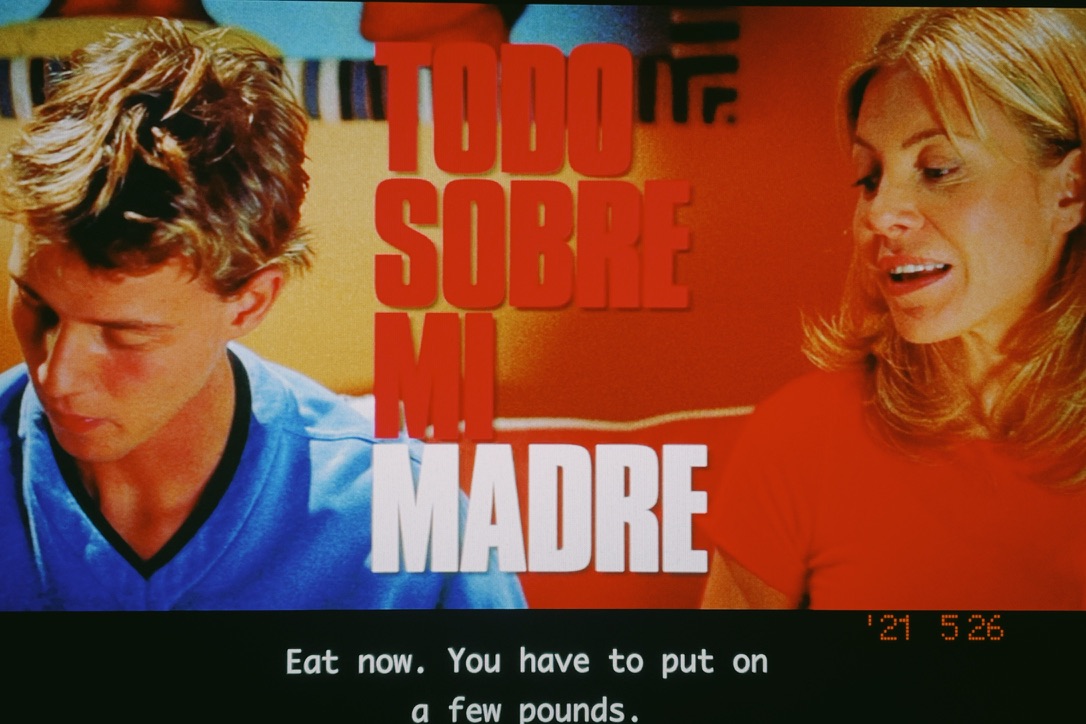 TODO
SOBRE
MI
MADRE
'21 5 26
Eat now. You have to put on
a few pounds.